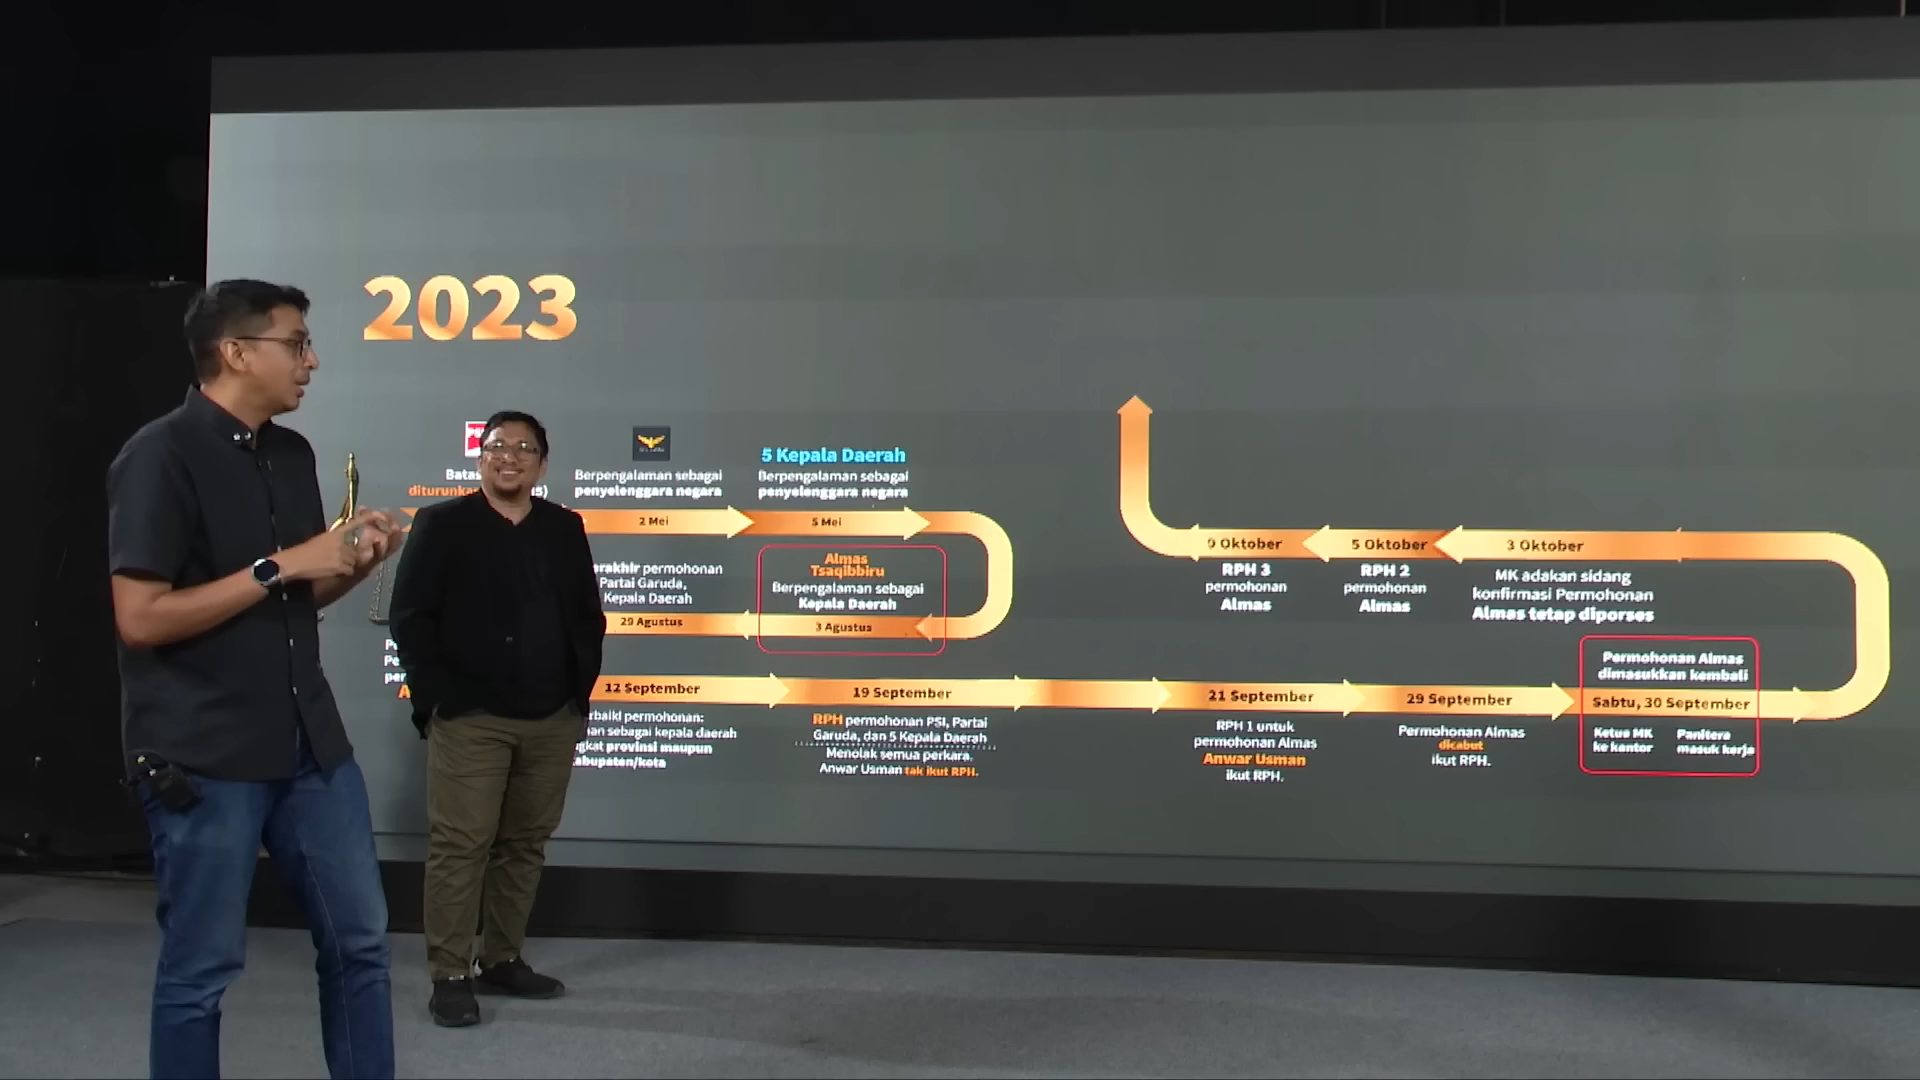 2023
5 Kepala Daerah
Berpengalaman sebagai
penyelenggara negara
Berpengalaman sebagai
penyelenggara negara
2 Mei
5 Mei
Almas
Tsaqibbiru
Berpengalaman sebagai
Kepala Daerah
permohonan
Partai Garuda,
Kepala Daerah
29 Agustus
3 Agustus
12 September
permohonan:
sebagai kepala daerah
provinsi maupun
19 September
RPH permohonan PSI, Partai
Garuda, dan 5 Kepala Daerah
Menolak semua perkara.
Anwar Usman tak ikut RPH.
21 September
RPH 1 untuk
permohonan Almas
Anwar Usman
ikut RPH.
29 September
Permohonan Almas
dicabut
ikut RPH.
Permohonan Almas
dimasukkan kembali
Sabtu, 30 September
Ketua MK
ke kantor
Panitera
masuk kerja
3 Oktober
MK adakan sidang
konfirmasi Permohonan
Almas tetap diporses
5 Oktober
RPH 2
permohonan
Almas
9 Oktober
RPH 3
permohonan
Almas